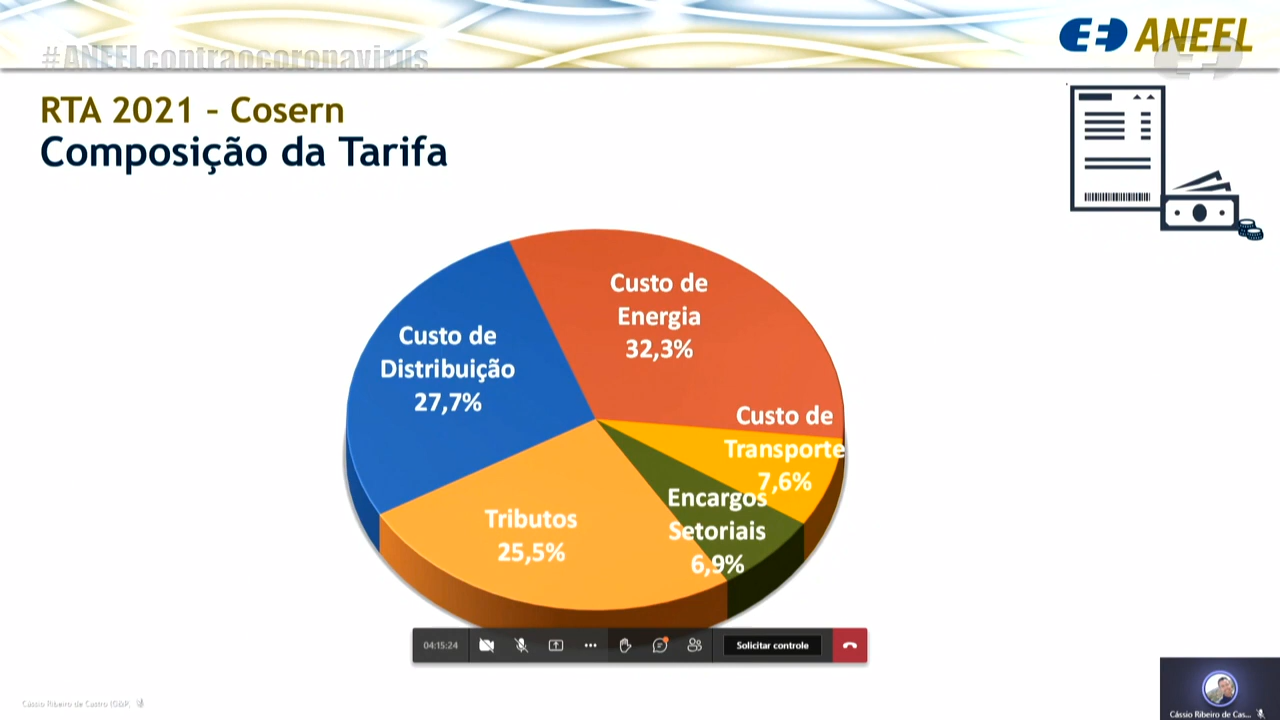 #ANEELcontraocoronavirus
ANEEL
RTA 2021 – Cosern
Composição da Tarifa
Custo de
Energia
32,3%
Custo de
Distribuição
27,7%
Custo de
Transporte
7,6%
Encargos
Setoriais
6,9%
Tributos
25,5%
04:15:24
Solicitar controle
Cássio Ribeiro de Castro (G&P,
Cássio Ribeiro de Cas...